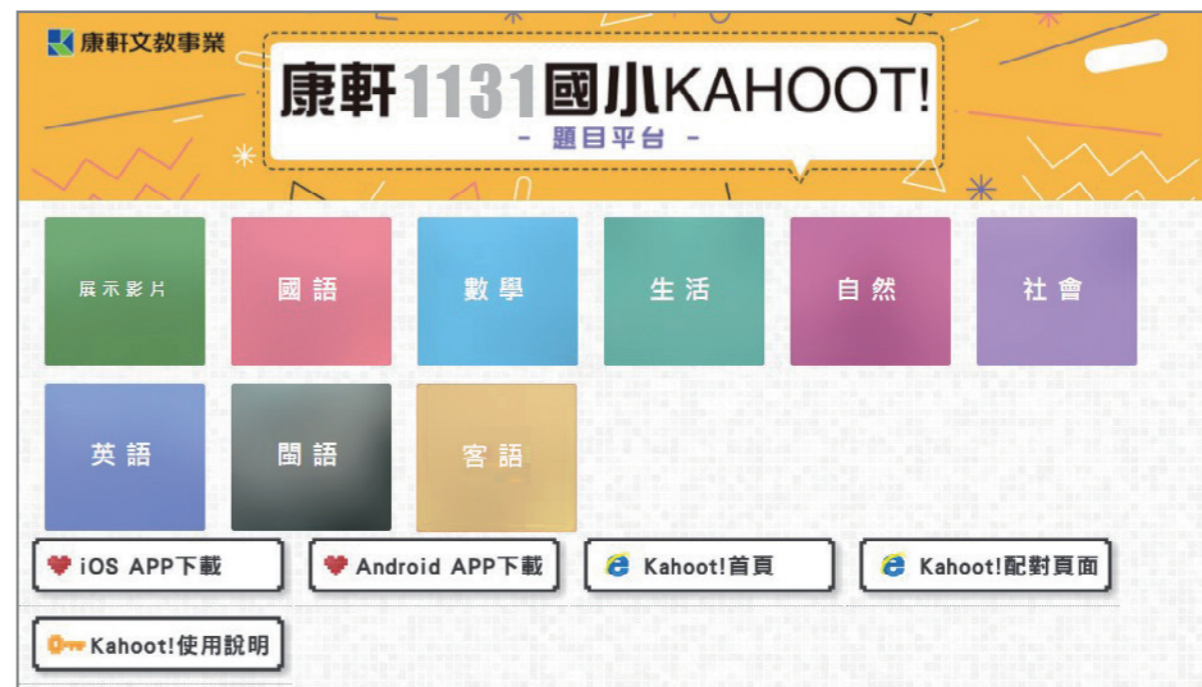 康軒文教事業
康軒1131國小KAHOOT!
- 題目平台 -
展示影片 國語 數學 生活 自然 社會
英語 閩語 客語
iOS APP下載 Android APP下載 Kahoot!首頁 Kahoot!配對頁面
Kahoot!使用說明